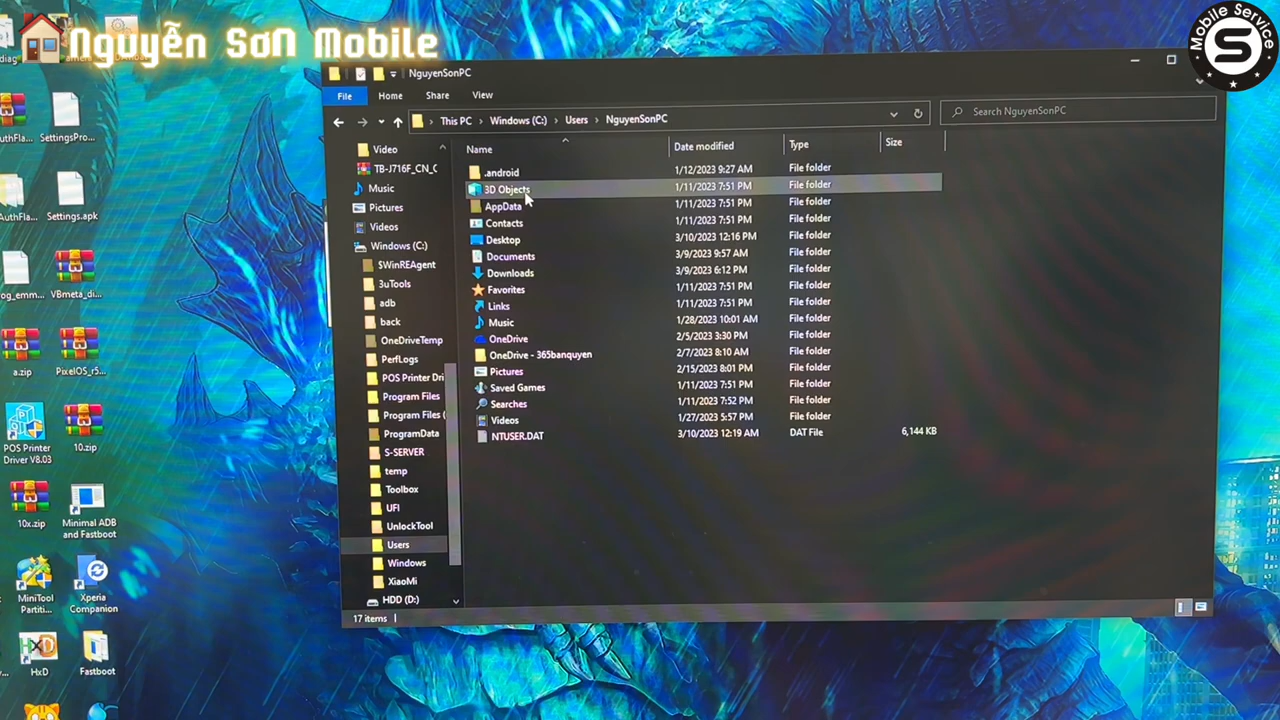 Nguyễn Sơn Mobile
Mobile Service
S
diag
uthFla...
SettingsPro...
AuthFla...
Settings.apk
og_emm...
VBmeta_di...
a.zip
PixelOS_r5...
POS Printer
Driver V8.03
10.zip
10x.zip
Minimal ADB
and Fastboot
MiniTool
Partiti...
Xperia
Companion
HxD
Fastboot
NguyenSonPC
File
Home
Share
View
This PC > Windows (C:) > Users > NguyenSonPC
Search NguyenSonPC
Video
TB-J716F_CN_C
Music
Pictures
Videos
Windows (C:)
$WinREAgent
3uTools
adb
back
OneDriveTemp
PerfLogs
POS Printer Dri
Program Files
Program Files (
ProgramData
S-SERVER
temp
Toolbox
UFI
UnlockTool
Users
Windows
XiaoMi
HDD (D:)
Name Date modified Type Size
.android 1/12/2023 9:27 AM File folder
3D Objects 1/11/2023 7:51 PM File folder
AppData 1/11/2023 7:51 PM File folder
Contacts 1/11/2023 7:51 PM File folder
Desktop 3/10/2023 12:16 PM File folder
Documents 3/9/2023 9:57 AM File folder
Downloads 3/9/2023 6:12 PM File folder
Favorites 1/11/2023 7:51 PM File folder
Links 1/11/2023 7:51 PM File folder
Music 1/28/2023 10:01 AM File folder
OneDrive 2/5/2023 3:30 PM File folder
OneDrive - 365banquyen 2/7/2023 8:10 AM File folder
Pictures 2/15/2023 8:01 PM File folder
Saved Games 1/11/2023 7:51 PM File folder
Searches 1/11/2023 7:52 PM File folder
Videos 1/27/2023 5:57 PM File folder
NTUSER.DAT 3/10/2023 12:19 AM DAT File 6,144 KB
17 items